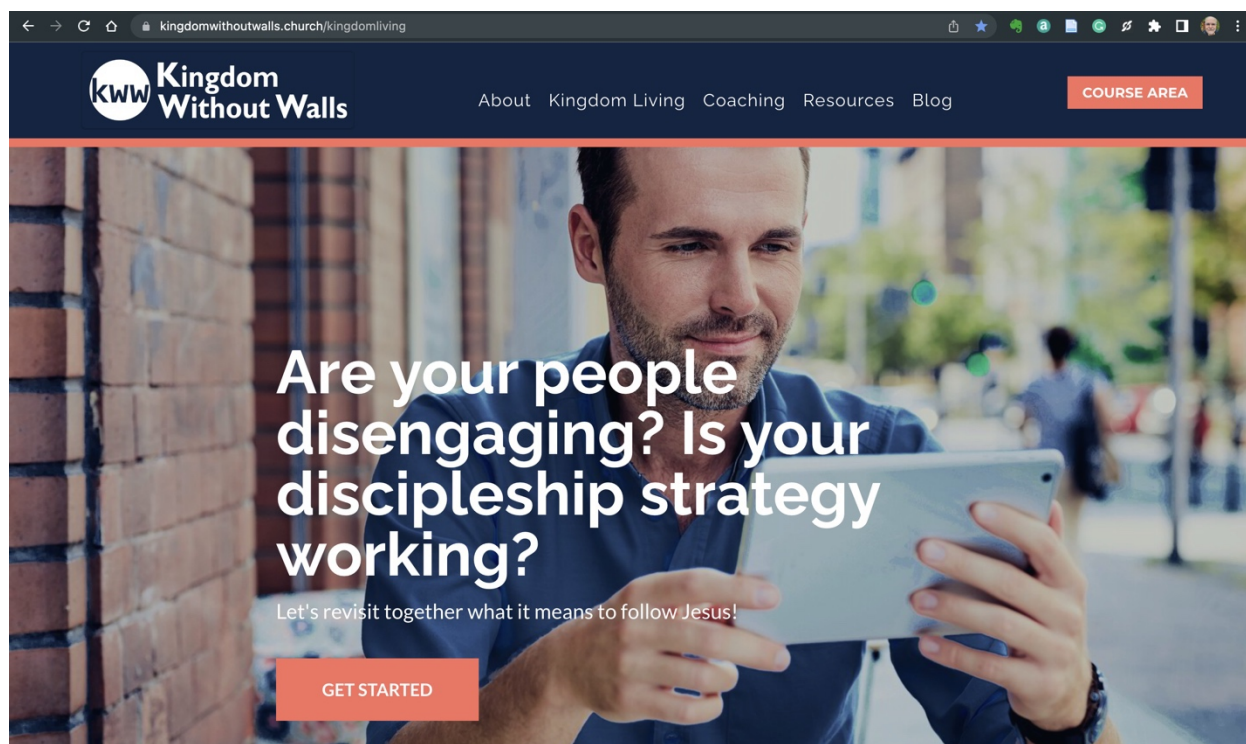 kingdomwithoutwalls.church/kingdomliving
kww Kingdom
Without Walls
About Kingdom Living Coaching Resources Blog
COURSE AREA
Are your people
disengaging? Is your
discipleship strategy
working?
Let's revisit together what it means to follow Jesus!
GET STARTED